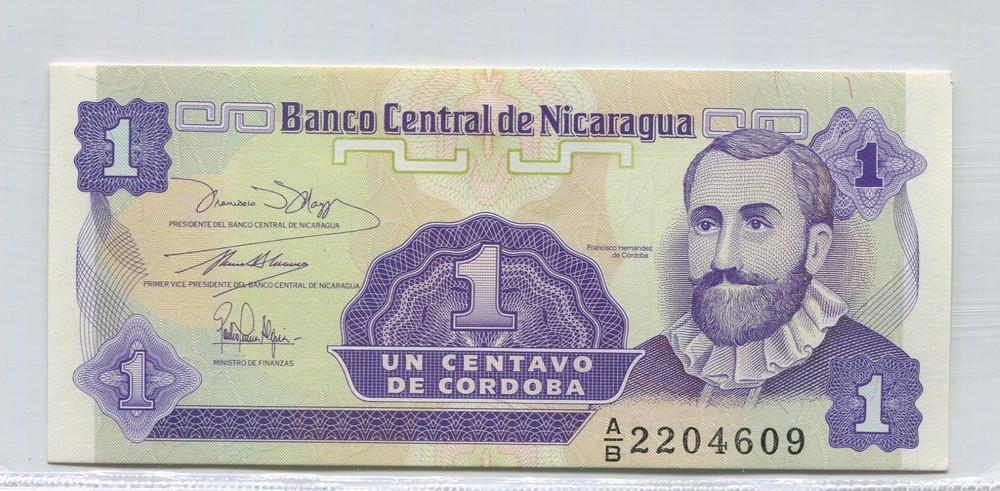 1
Banco Central de Nicaragua
1
PRESIDENTE DEL BANCO CENTRAL DE NICARAGUA
Francisco Hernández
de Córdoba
PRIMER VICE-PRESIDENTE DEL BANCO CENTRAL DE NICARAGUA
1
MINISTRO DE FINANZAS
1
UN CENTAVO
DE CORDOBA
1
A/B 2204609